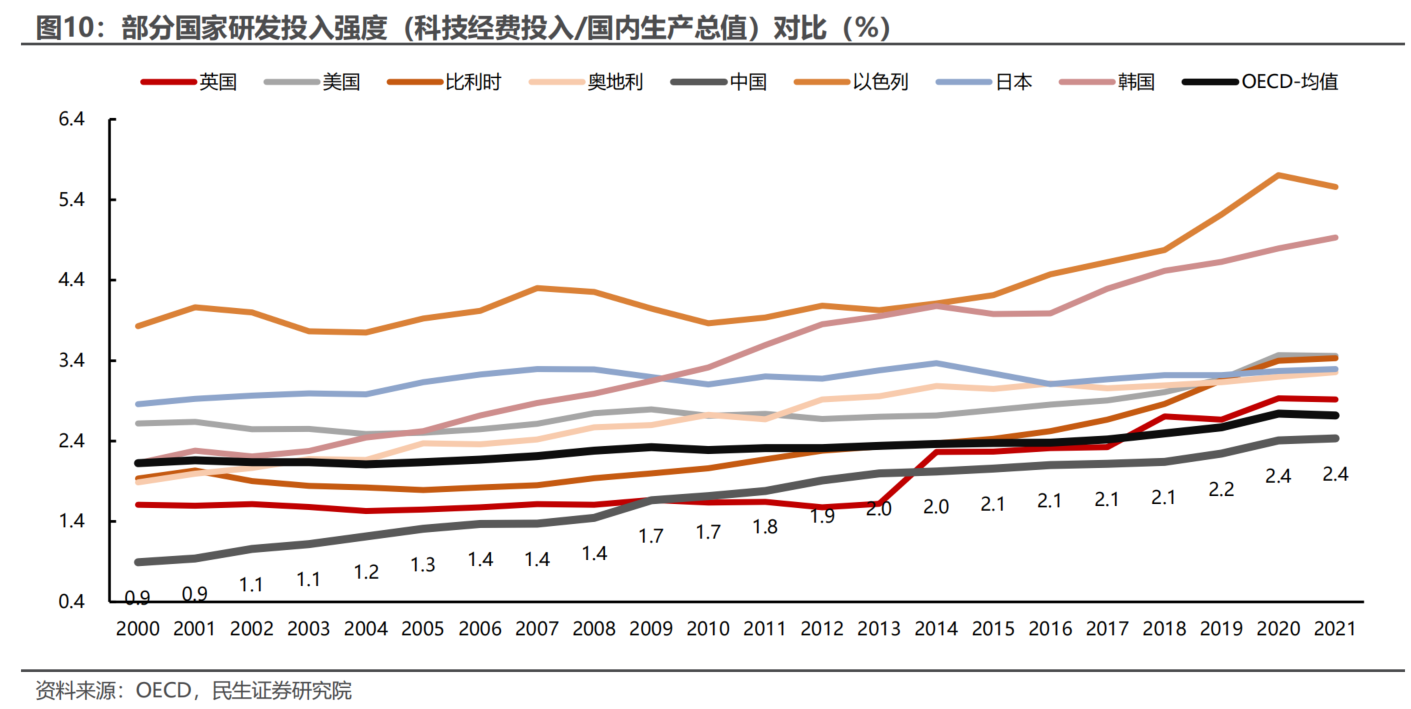 图10：部分国家研发投入强度（科技经费投入/国内生产总值）对比（%）
英国 美国 比利时 奥地利 中国 以色列 日本 韩国 OECD-均值
6.4
5.4
4.4
3.4
2.4
1.4
0.4
0.9 0.9 1.1 1.1 1.2 1.3 1.4 1.4 1.4 1.7 1.7 1.8 1.9 2.0 2.0 2.1 2.1 2.1 2.1 2.2 2.4 2.4
2000 2001 2002 2003 2004 2005 2006 2007 2008 2009 2010 2011 2012 2013 2014 2015 2016 2017 2018 2019 2020 2021
资料来源：OECD，民生证券研究院